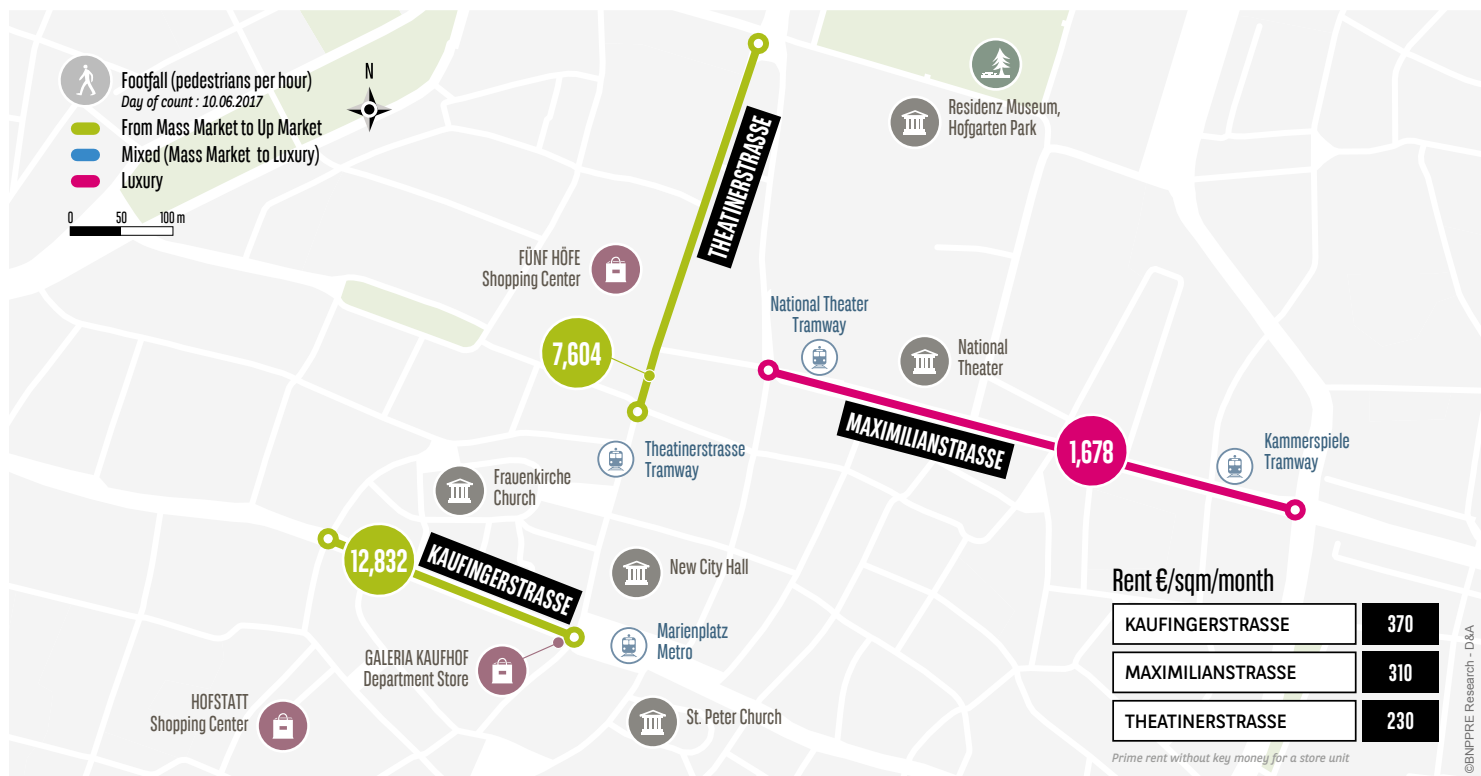 Footfall (pedestrians per hour)
Day of count : 10.06.2017
From Mass Market to Up Market
Mixed (Mass Market to Luxury)
Luxury
0 50 100 m
N
Residenz Museum,
Hofgarten Park
THEATINERSTRASSE
FÜNF HÖFE
Shopping Center
7,604
National Theater
Tramway
National
Theater
MAXIMILIANSTRASSE
1,678
Kammerspiele
Tramway
Theatinerstrasse
Tramway
Frauenkirche
Church
12,832
KAUFINGERSTRASSE
New City Hall
Marienplatz
Metro
GALERIA KAUFHOF
Department Store
HOFSTATT
Shopping Center
St. Peter Church
Rent €/sqm/month
KAUFINGERSTRASSE 370
MAXIMILIANSTRASSE 310
THEATINERSTRASSE 230
Prime rent without key money for a store unit
©BNPPRE Research - D&A